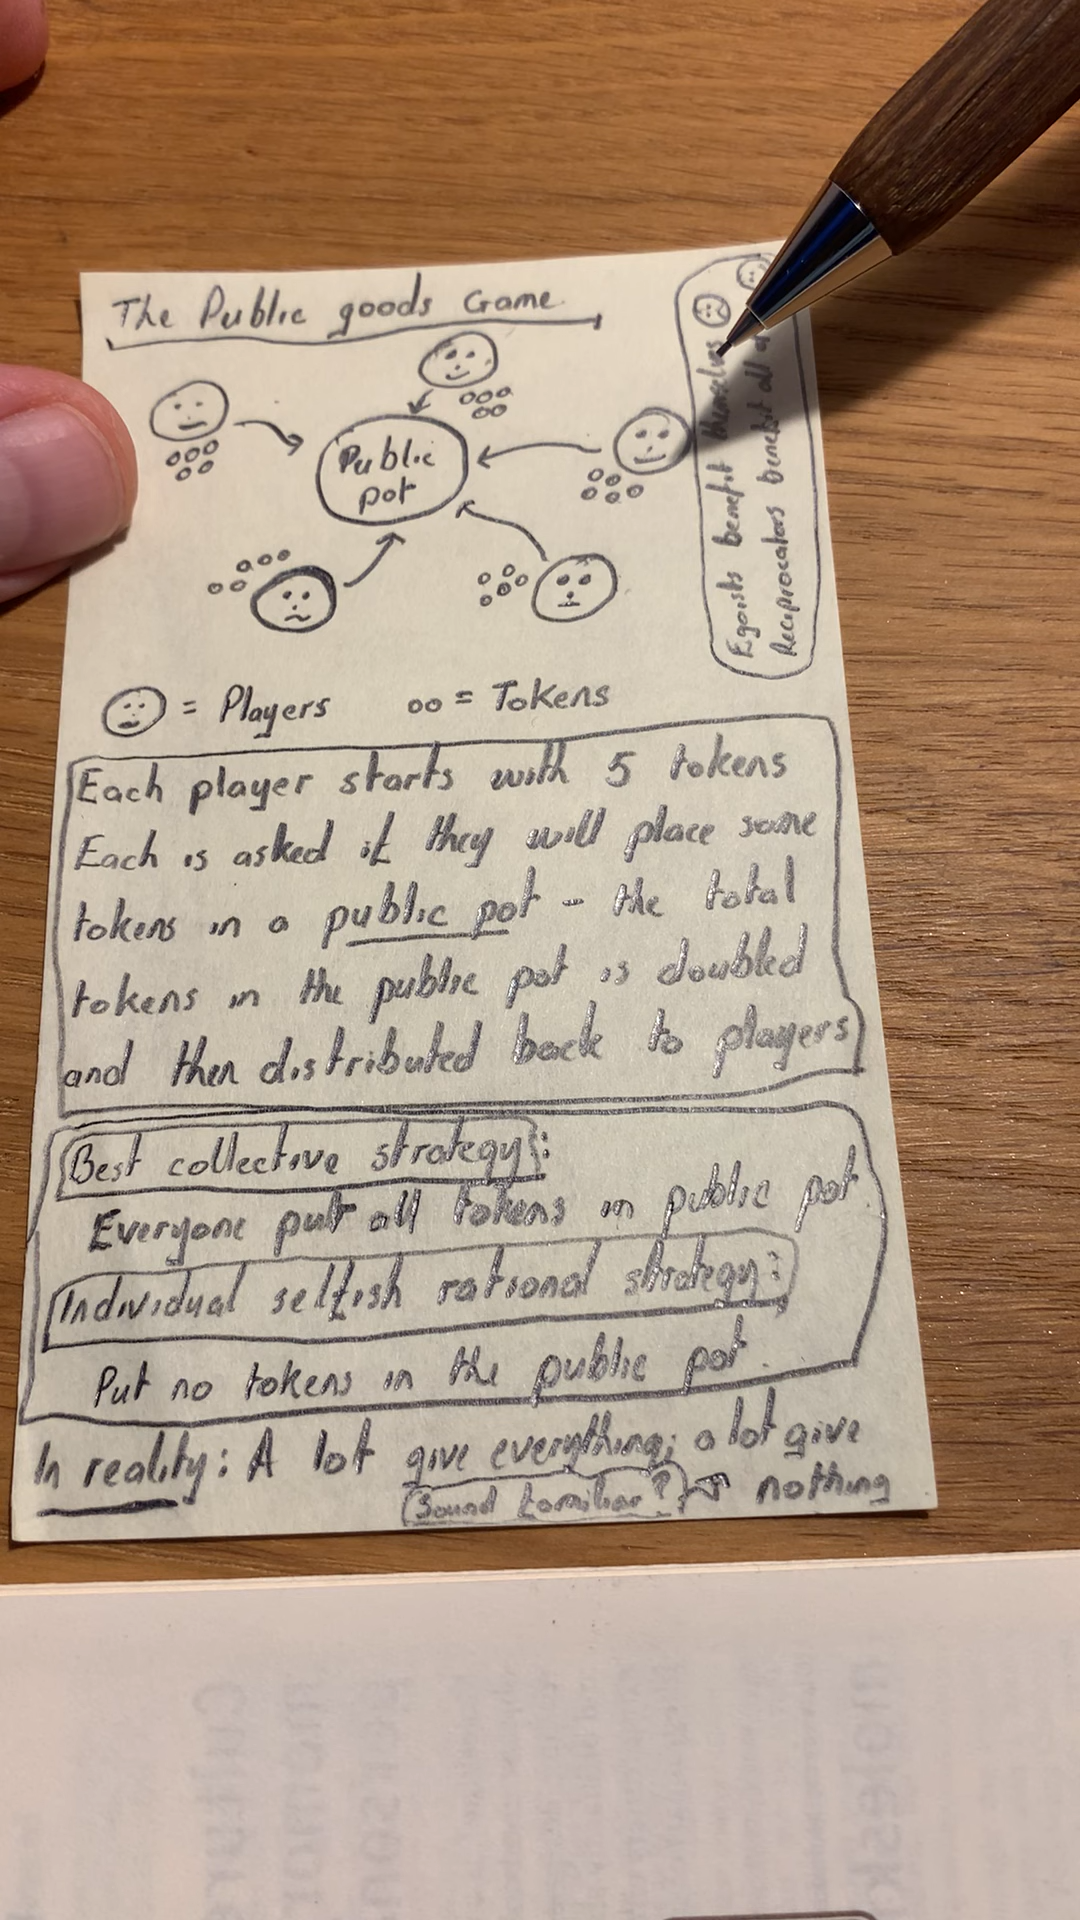 The Public goods Game
Public
pot
Egoists benefit themselves
Reciprocators benefit all
= Players
= Tokens
Each player starts with 5 tokens
Each is asked if they will place some
tokens in a public pot - the total
tokens in the public pot is doubled
and then distributed back to players
Best collective strategy:
Everyone put all tokens in public pot
Individual selfish rational strategy:
Put no tokens in the public pot.
In reality: A lot give everything; a lot give
nothing
Sound familiar?